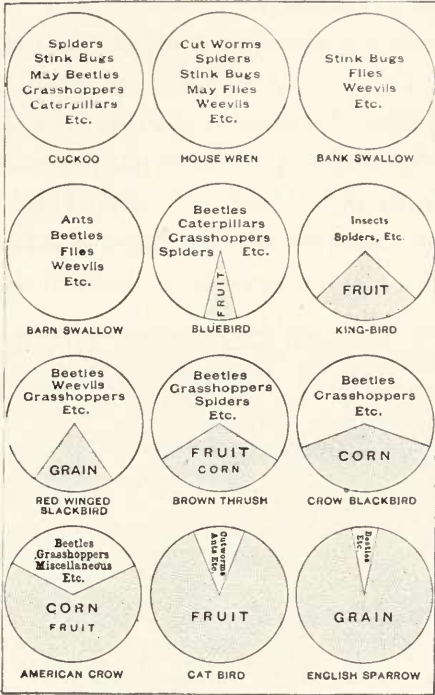 Spiders
Stink Bugs
May Beetles
Grasshoppers
Caterpillars
Etc.
CUCKOO
Cut Worms
Spiders
Stink Bugs
May Flies
Weevils
Etc.
HOUSE WREN
Stink Bugs
Flies
Weevils
Etc.
BANK SWALLOW
Ants
Beetles
Flies
Weevils
Etc.
BARN SWALLOW
Beetles
Caterpillars
Grasshoppers
Spiders Etc.
FRUIT
BLUEBIRD
Insects
Spiders, Etc.
FRUIT
KING-BIRD
Beetles
Weevils
Grasshoppers
Etc.
GRAIN
RED WINGED
BLACKBIRD
Beetles
Grasshoppers
Spiders
Etc.
FRUIT
CORN
BROWN THRUSH
Beetles
Grasshoppers
Etc.
CORN
CROW BLACKBIRD
Beetles
Grasshoppers
Miscellaneous
Etc.
CORN
FRUIT
AMERICAN CROW
Cutworms
Ants Etc.
FRUIT
CAT BIRD
Beetles
Etc.
GRAIN
ENGLISH SPARROW